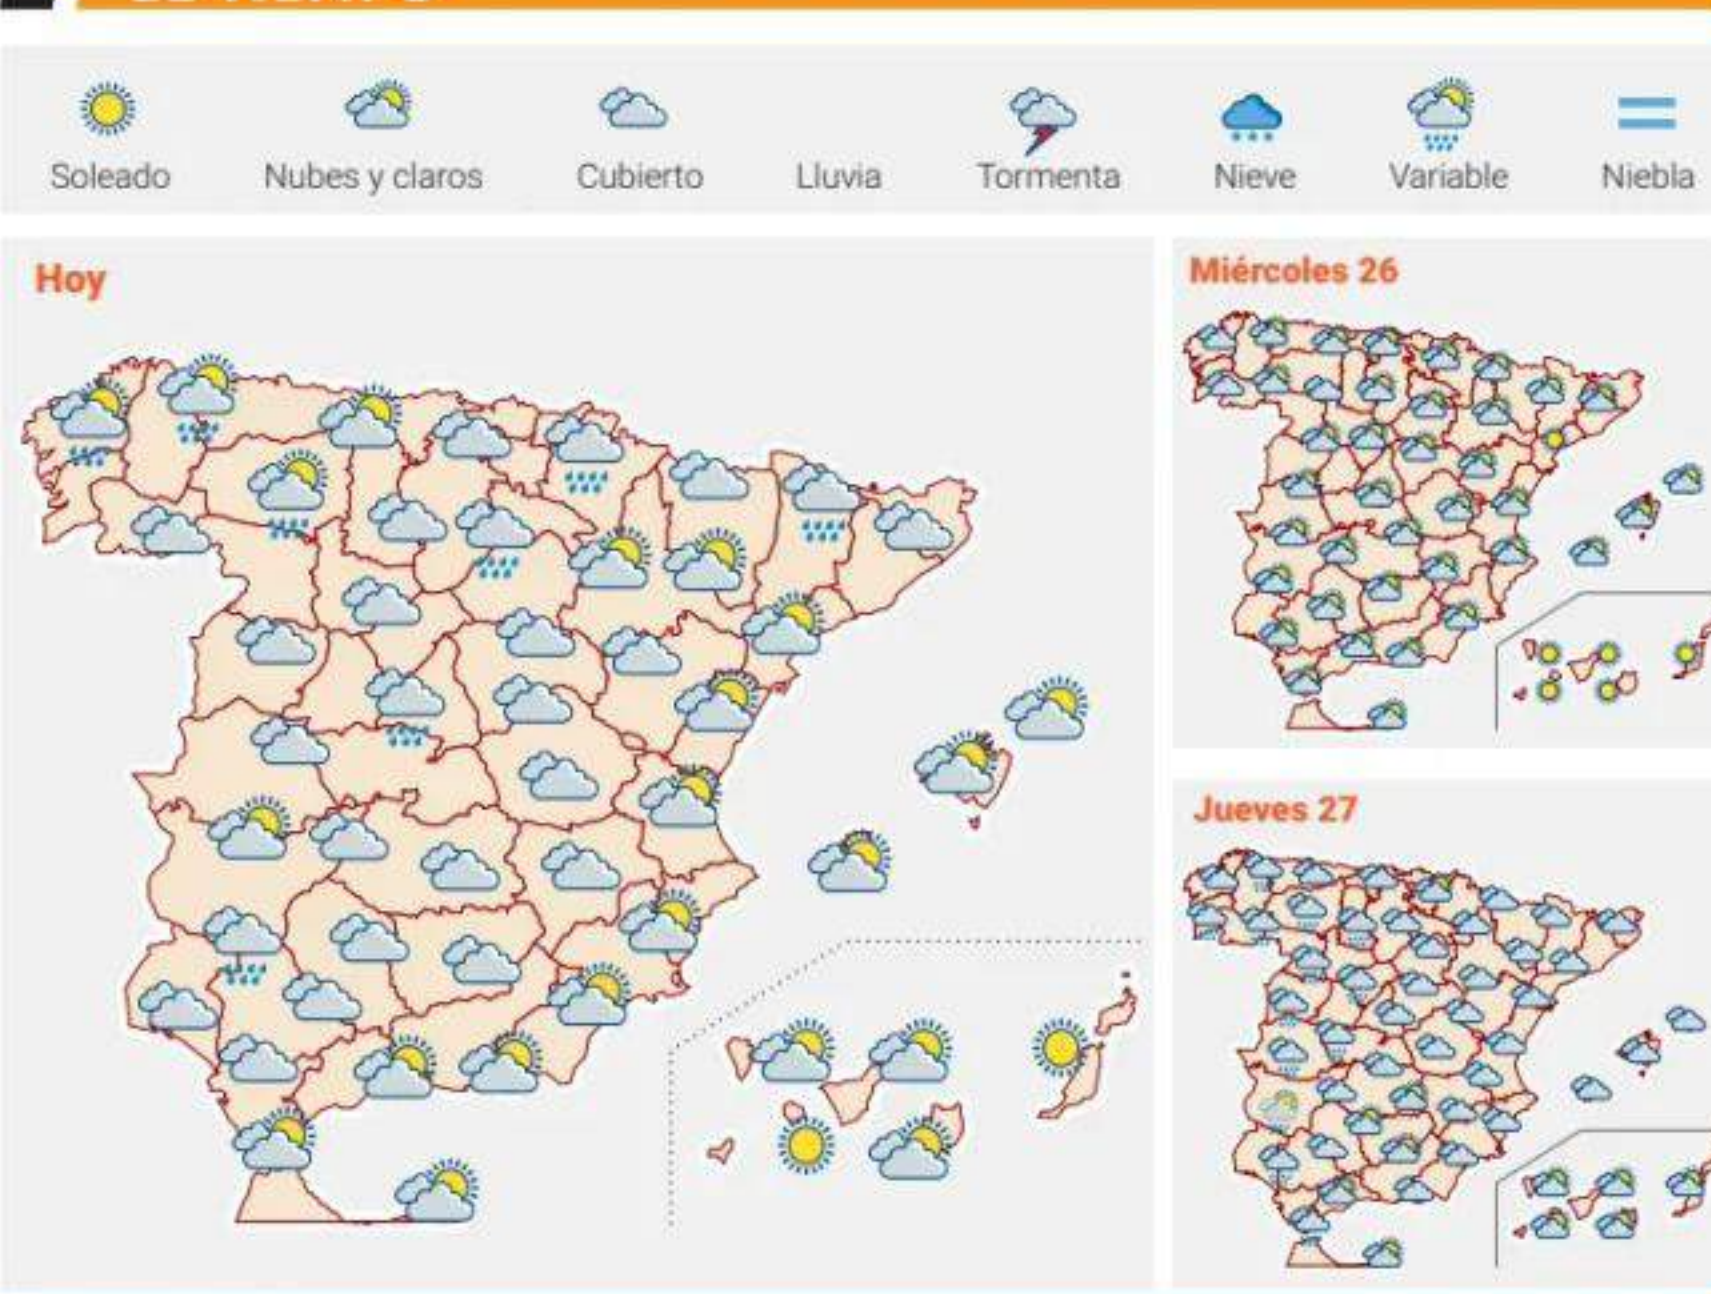 Soleado
Nubes y claros
Cubierto
Lluvia
Tormenta
Nieve
Variable
Niebla
Hoy
Miércoles 26
Jueves 27